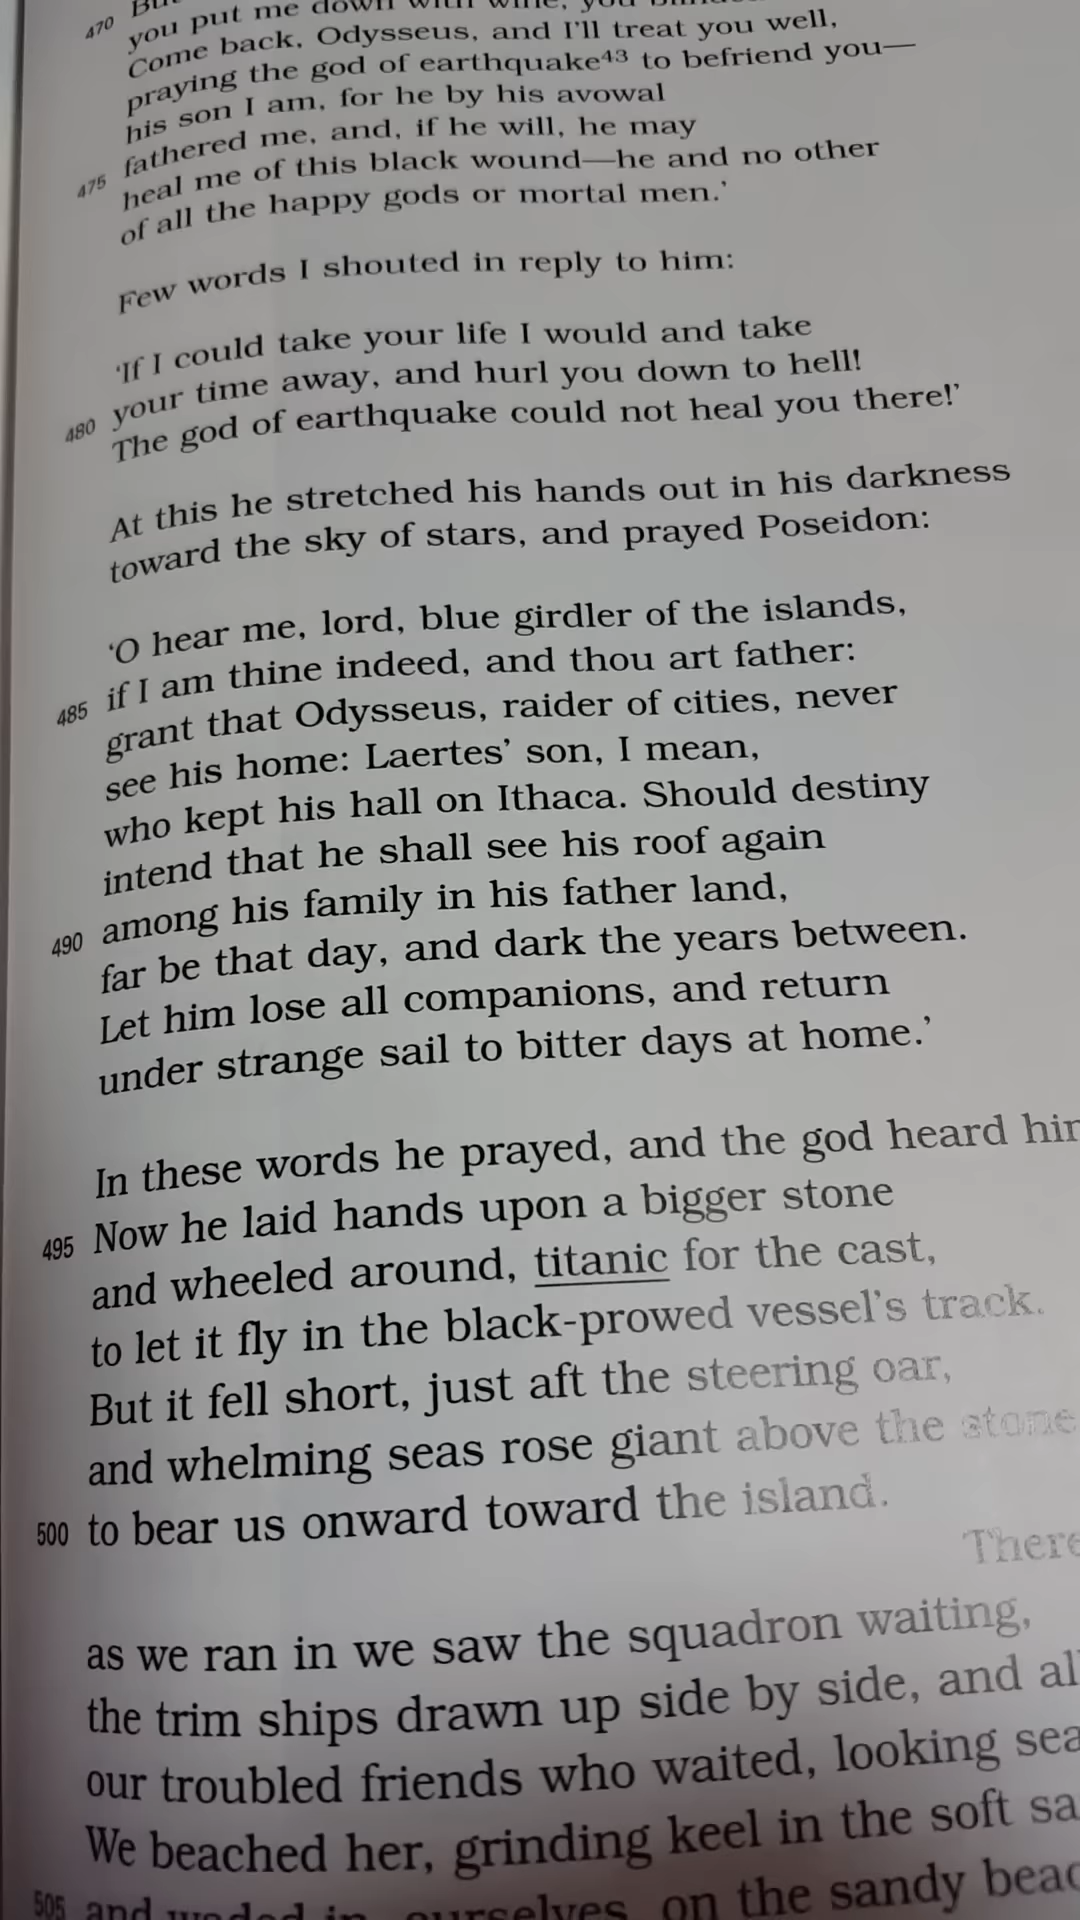 470
you put me down with wine,
Come back, Odysseus, and I'll treat you well,
praying the god of earthquake⁴³ to befriend you—
his son I am, for he by his avowal
fathered me, and, if he will, he may
475 heal me of this black wound—he and no other
of all the happy gods or mortal men.’
Few words I shouted in reply to him:
‘If I could take your life I would and take
your time away, and hurl you down to hell!
480 The god of earthquake could not heal you there!’
At this he stretched his hands out in his darkness
toward the sky of stars, and prayed Poseidon:
‘O hear me, lord, blue girdler of the islands,
if I am thine indeed, and thou art father:
485 grant that Odysseus, raider of cities, never
see his home: Laertes’ son, I mean,
who kept his hall on Ithaca. Should destiny
intend that he shall see his roof again
among his family in his father land,
490 far be that day, and dark the years between.
Let him lose all companions, and return
under strange sail to bitter days at home.’
In these words he prayed, and the god heard
Now he laid hands upon a bigger stone
495 and wheeled around, titanic for the cast,
to let it fly in the black-prowed vessel’s track.
But it fell short, just aft the steering oar,
and whelming seas rose giant above the stone
500 to bear us onward toward the island.
There
as we ran in we saw the squadron waiting,
the trim ships drawn up side by side, and
our troubled friends who waited, looking
We beached her, grinding keel in the soft
505 and waded in, ourselves, on the sandy